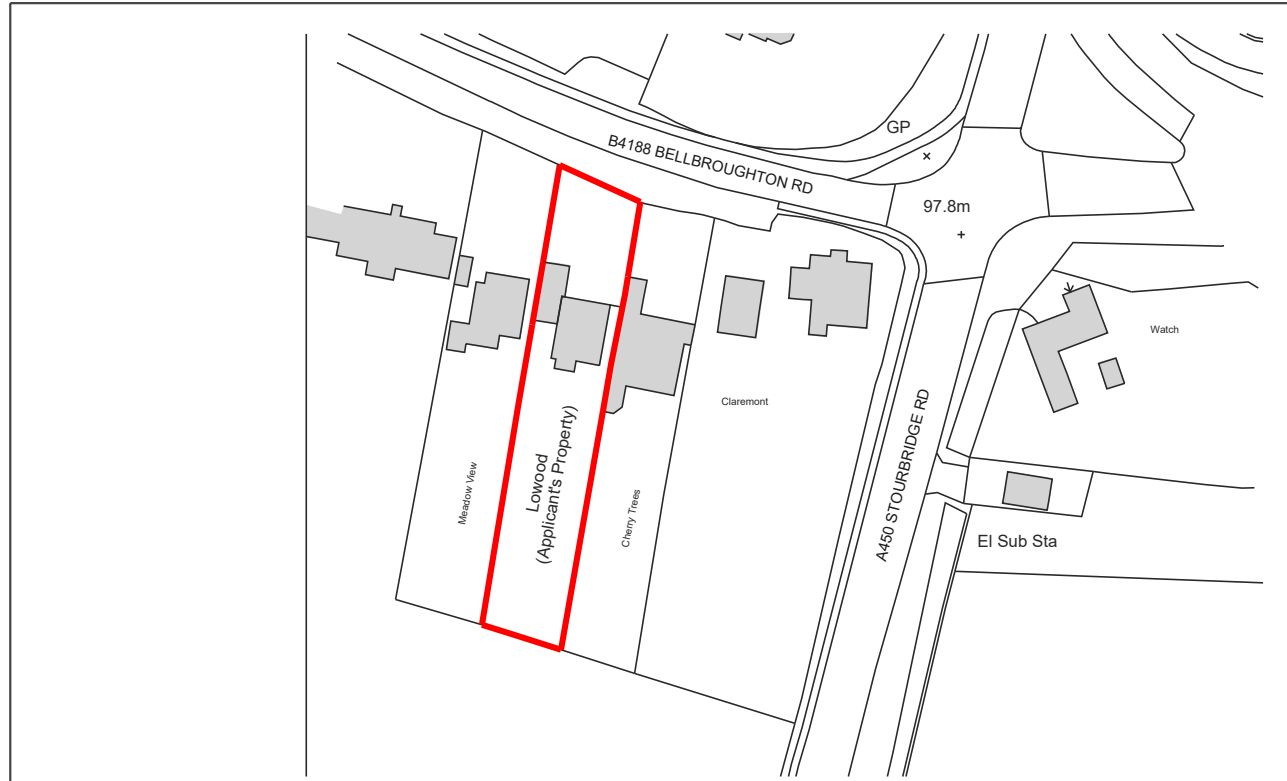 GP
B4188 BELLBROUGHTON RD
97.8m
Watch
Claremont
A450 STOURBRIDGE RD
Meadow View
Lowood
(Applicant's Property)
Cherry Trees
El Sub Sta